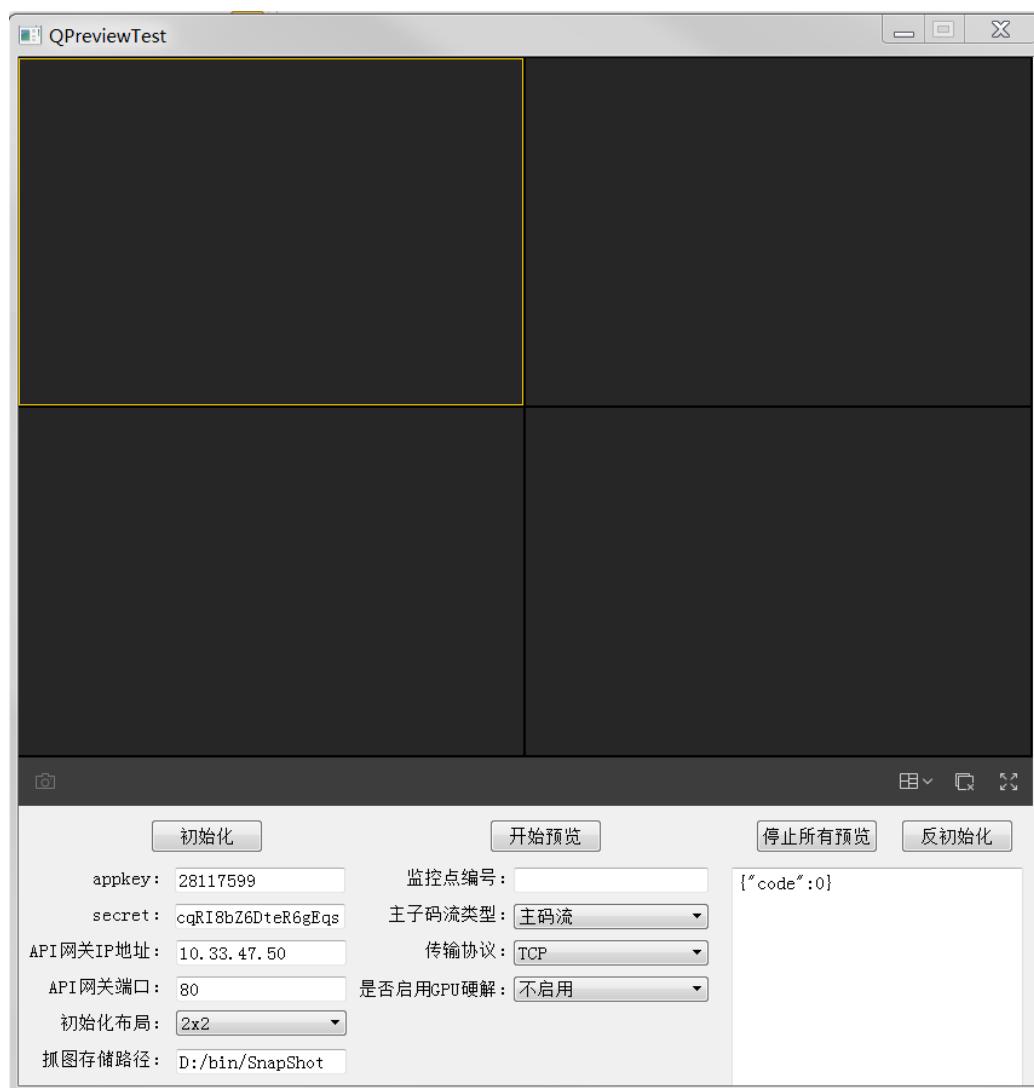 QPreviewTest
初始化 开始预览 停止所有预览 反初始化
appkey: 28117599 监控点编号: {"code":0}
secret: cqRI8bZ6DteR6gEqs 主子码流类型: 主码流
API网关IP地址: 10.33.47.50 传输协议: TCP
API网关端口: 80 是否启用GPU硬解: 不启用
初始化布局: 2x2
抓图存储路径: D:/bin/SnapShot